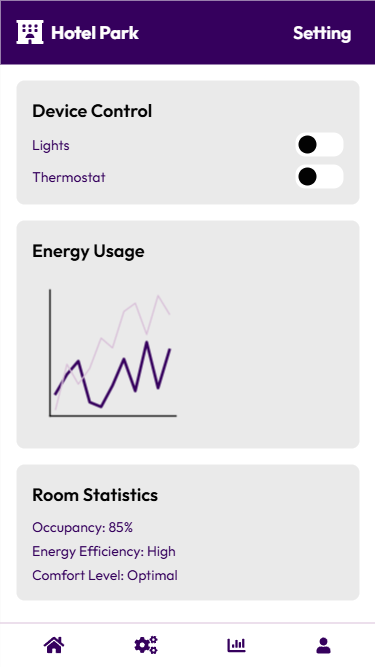 Hotel Park
Setting
Device Control
Lights
Thermostat
Energy Usage
Room Statistics
Occupancy: 85%
Energy Efficiency: High
Comfort Level: Optimal